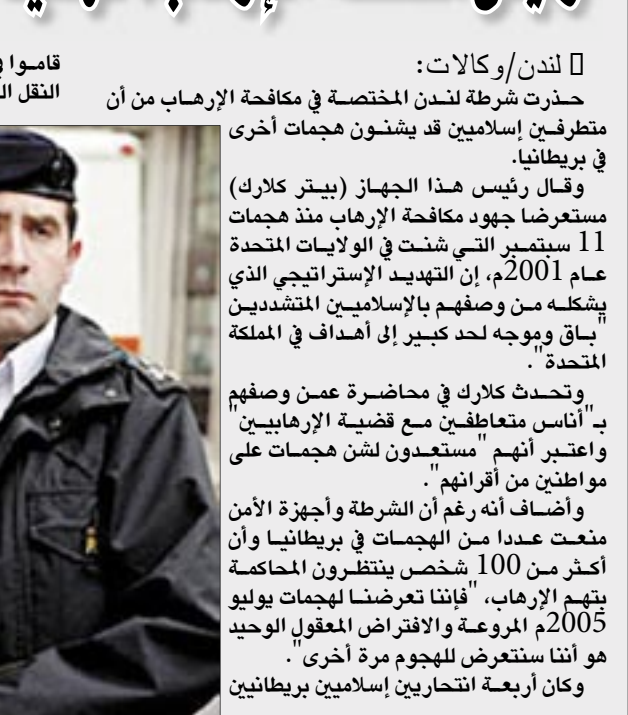 لندن/وكالات:
حذرت شرطة لندن المختصة في مكافحة الإرهاب من أن
متطرفين إسلاميين قد يشنون هجمات أخرى
في بريطانيا.
وقال رئيس هذا الجهاز (بيتر كلارك)
مستعرضا جهود مكافحة الإرهاب منذ هجمات
11 سبتمبر التي شنت في الولايات المتحدة
عام 2001م، إن التهديد الإستراتيجي الذي
يشكله من وصفهم بالإسلاميين المتشددين
"باق وموجه لحد كبير إلى أهداف في المملكة
المتحدة".
وتحدث كلارك في محاضرة عمن وصفهم
بـ"أناس متعاطفين مع قضية الإرهابيين"
واعتبر أنهم "مستعدون لشن هجمات على
مواطنين من أقرانهم".
وأضاف أنه رغم أن الشرطة وأجهزة الأمن
منعت عددا من الهجمات في بريطانيا وأن
أكثر من 100 شخص ينتظرون المحاكمة
بتهم الإرهاب، "فإننا تعرضنا لهجمات يوليو
2005م المروعة والافتراض المعقول الوحيد
هو أننا سنتعرض للهجوم مرة أخرى".
وكان أربعة انتحاريين إسلاميين بريطانيين
قاموا
النقل